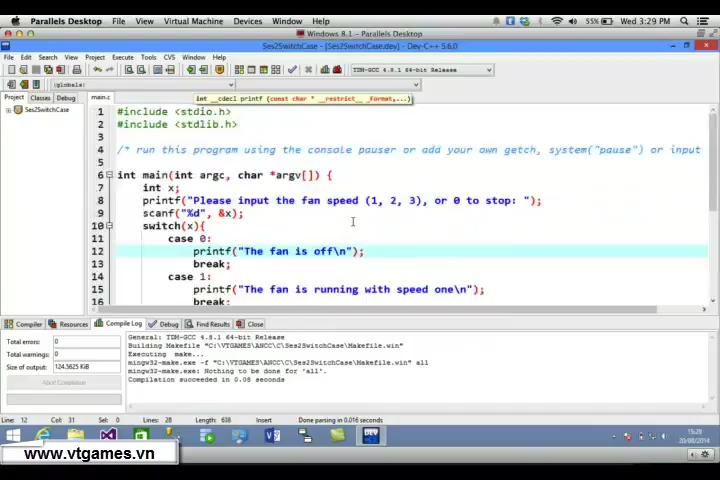 Parallels Desktop File View Virtual Machine Devices Window Help 55% Wed 3:29 PM
Windows 8.1 - Parallels Desktop
Ses2SwitchCase - [Ses2SwitchCase.dev] - Dev-C++ 5.6.0
File Edit Search View Project Execute Tools CVS Window Help
TDM-GCC 4.8.1 64-bit Release
(globals)
Project Classes Debug
main.c
int __cdecl printf (const char * __restrict__ _Format,...)
Ses2SwitchCase
1 #include <stdio.h>
2 #include <stdlib.h>
3
4 /* run this program using the console pauser or add your own getch, system("pause") or input
5
6 int main(int argc, char *argv[]) {
7 int x;
8 printf("Please input the fan speed (1, 2, 3), or 0 to stop: ");
9 scanf("%d", &x);
10 switch(x){
11 case 0:
12 printf("The fan is off\n");
13 break;
14 case 1:
15 printf("The fan is running with speed one\n");
16 break;
Compiler Resources Compile Log Debug Find Results Close
Total errors: 0
Total warnings: 0
Size of output: 124.5625 KiB
Abort Compilation
General: TDM-GCC 4.8.1 64-bit Release
Building Makefile "C:\VTGAMES\ANCC\C\Ses2SwitchCase\Makefile.win"
Executing make...
mingw32-make.exe -f "C:\VTGAMES\ANCC\C\Ses2SwitchCase\Makefile.win" all
mingw32-make.exe: Nothing to be done for 'all'.
Compilation succeeded in 0.08 seconds
Line: 12 Col: 31 Sel: 0 Lines: 28 Length: 638 Insert Done parsing in 0.016 seconds
DEV
15:29
20/08/2014
www.vtgames.vn